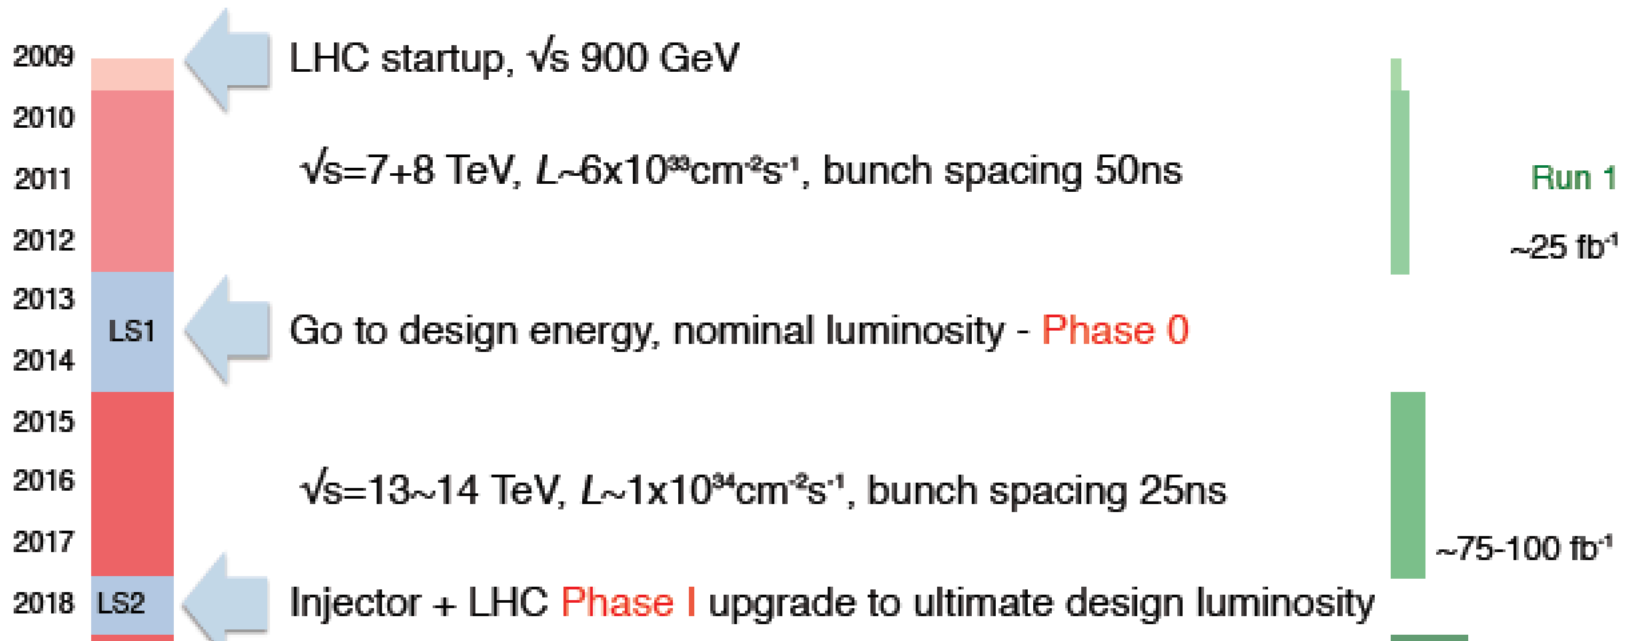 2009 LHC startup, √s 900 GeV
2010
√s=7+8 TeV, L~6x10³³cm⁻²s⁻¹, bunch spacing 50ns
2011 Run 1
2012 ~25 fb⁻¹
2013
LS1 Go to design energy, nominal luminosity - Phase 0
2014
2015
2016 √s=13~14 TeV, L~1x10³⁴cm⁻²s⁻¹, bunch spacing 25ns
2017 ~75-100 fb⁻¹
2018 LS2 Injector + LHC Phase I upgrade to ultimate design luminosity